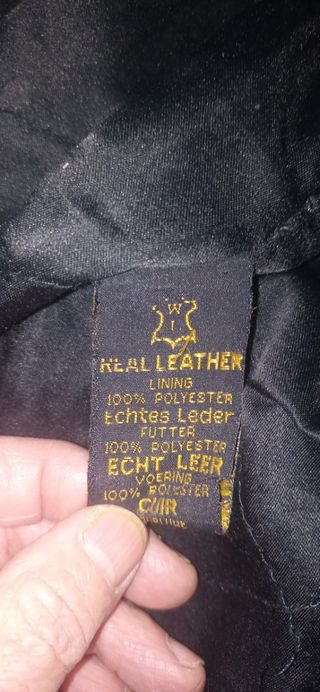 W
I
REAL LEATHER
LINING
100% POLYESTER
Echtes Leder
FUTTER
100% POLYESTER
ECHT LEER
VOERING
100% POLYESTER
CUIR